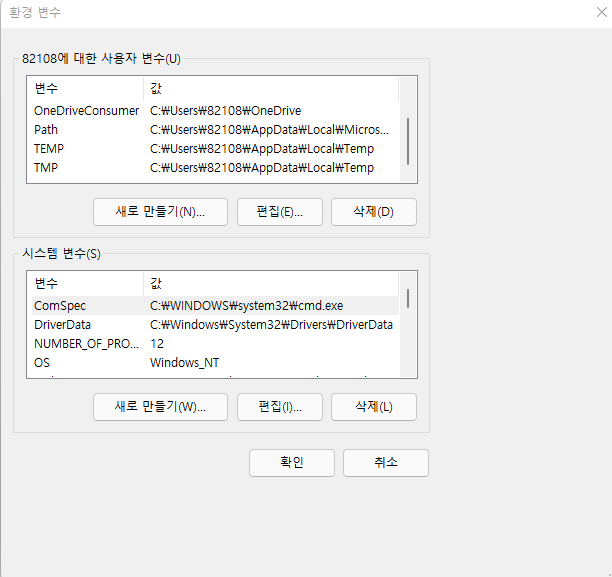 환경 변수
82108에 대한 사용자 변수(U)
변수 값
OneDriveConsumer C:₩Users₩82108₩OneDrive
Path C:₩Users₩82108₩AppData₩Local₩Micros...
TEMP C:₩Users₩82108₩AppData₩Local₩Temp
TMP C:₩Users₩82108₩AppData₩Local₩Temp
새로 만들기(N)... 편집(E)... 삭제(D)
시스템 변수(S)
변수 값
ComSpec C:₩WINDOWS₩system32₩cmd.exe
DriverData C:₩Windows₩System32₩Drivers₩DriverData
NUMBER_OF_PRO... 12
OS Windows_NT
새로 만들기(W)... 편집(I)... 삭제(L)
확인 취소